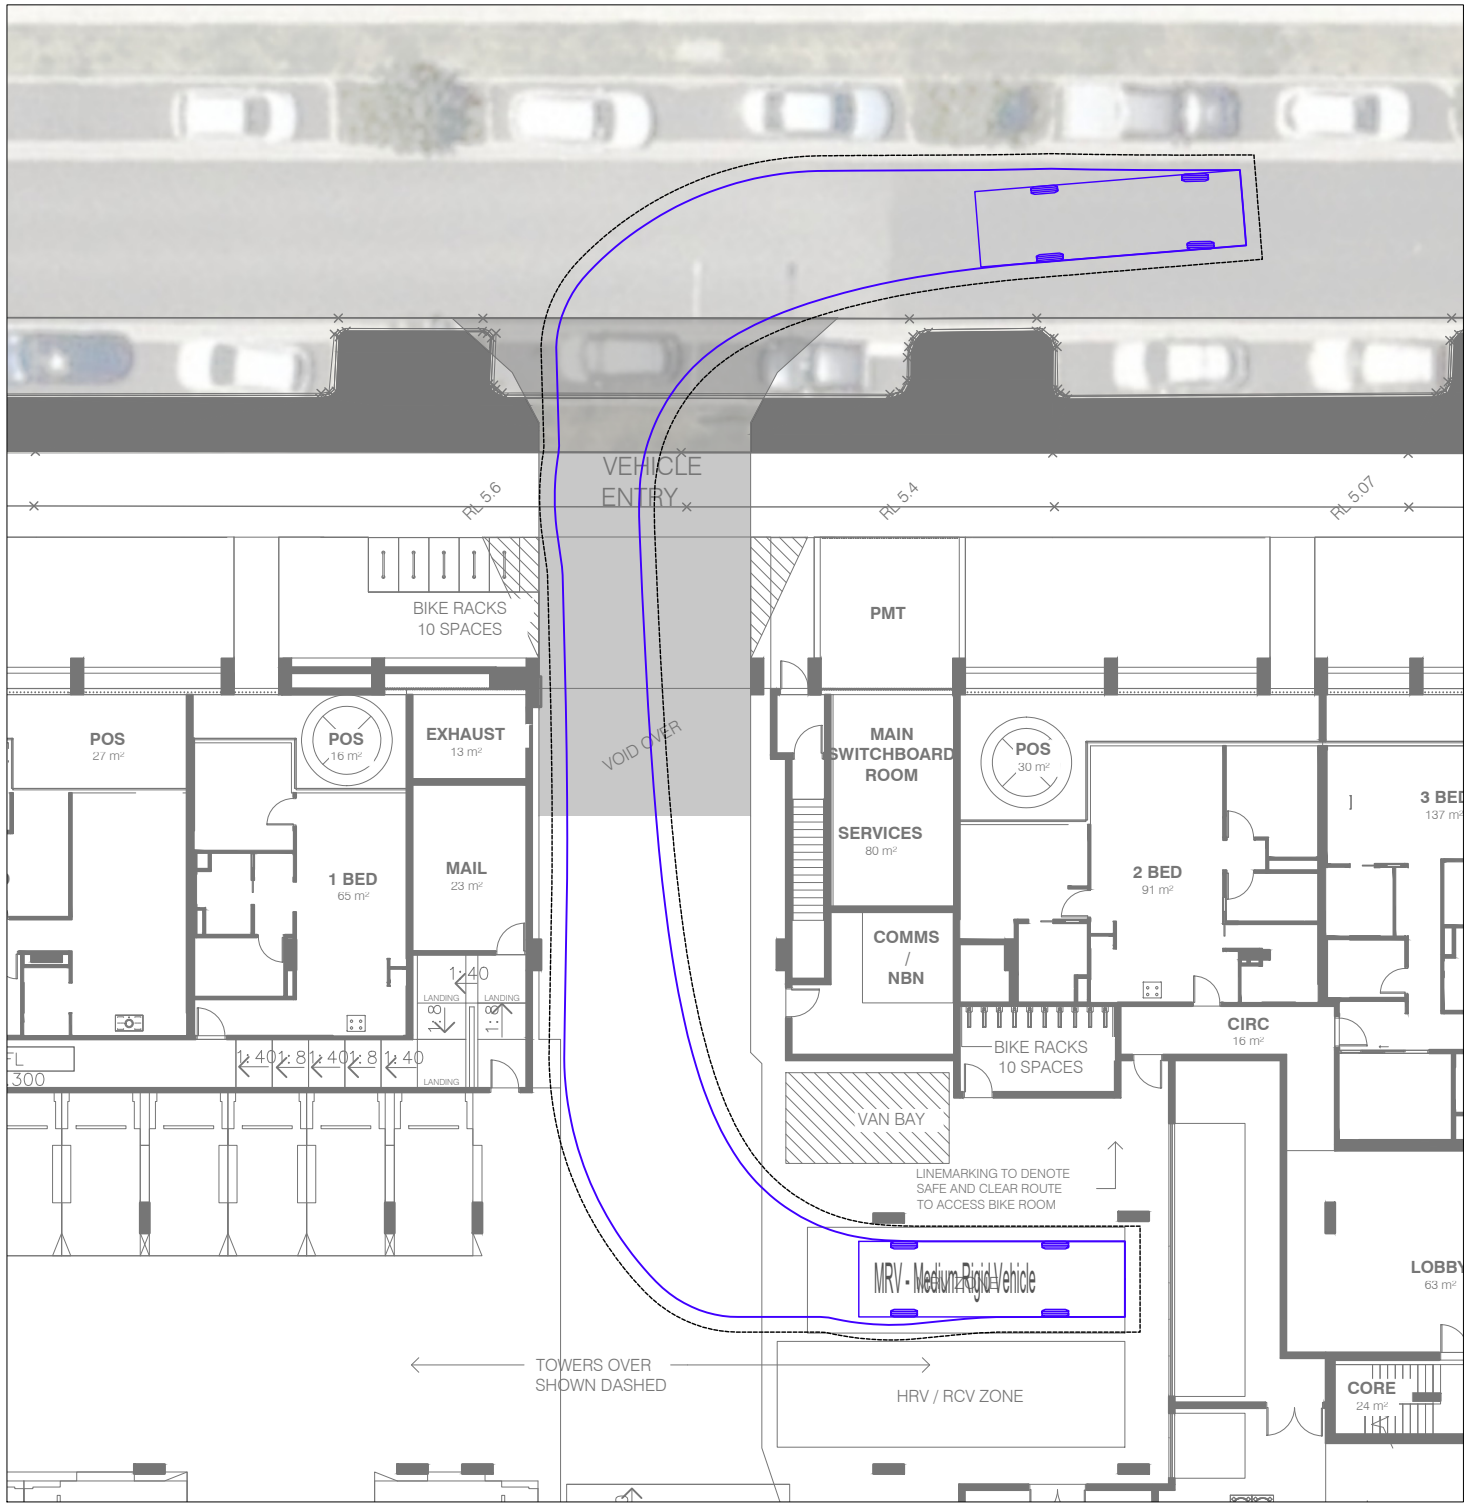 VEHICLE
ENTRY
RL 5.6
RL 5.4
RL 5.07
BIKE RACKS
10 SPACES
PMT
POS
27 m²
POS
16 m²
EXHAUST
13 m²
VOID OVER
MAIN
SWITCHBOARD
ROOM
POS
30 m²
3 BED
137 m²
SERVICES
80 m²
1 BED
65 m²
MAIL
23 m²
2 BED
91 m²
COMMS
/
NBN
1:40
LANDING
LANDING
1:8
1:8
LANDING
1:40
1:8
1:40
1:8
1:40
FL
.300
BIKE RACKS
10 SPACES
CIRC
16 m²
VAN BAY
LINEMARKING TO DENOTE
SAFE AND CLEAR ROUTE
TO ACCESS BIKE ROOM
LOBBY
63 m²
MRV - Medium Rigid Vehicle
TOWERS OVER
SHOWN DASHED
HRV / RCV ZONE
CORE
24 m²